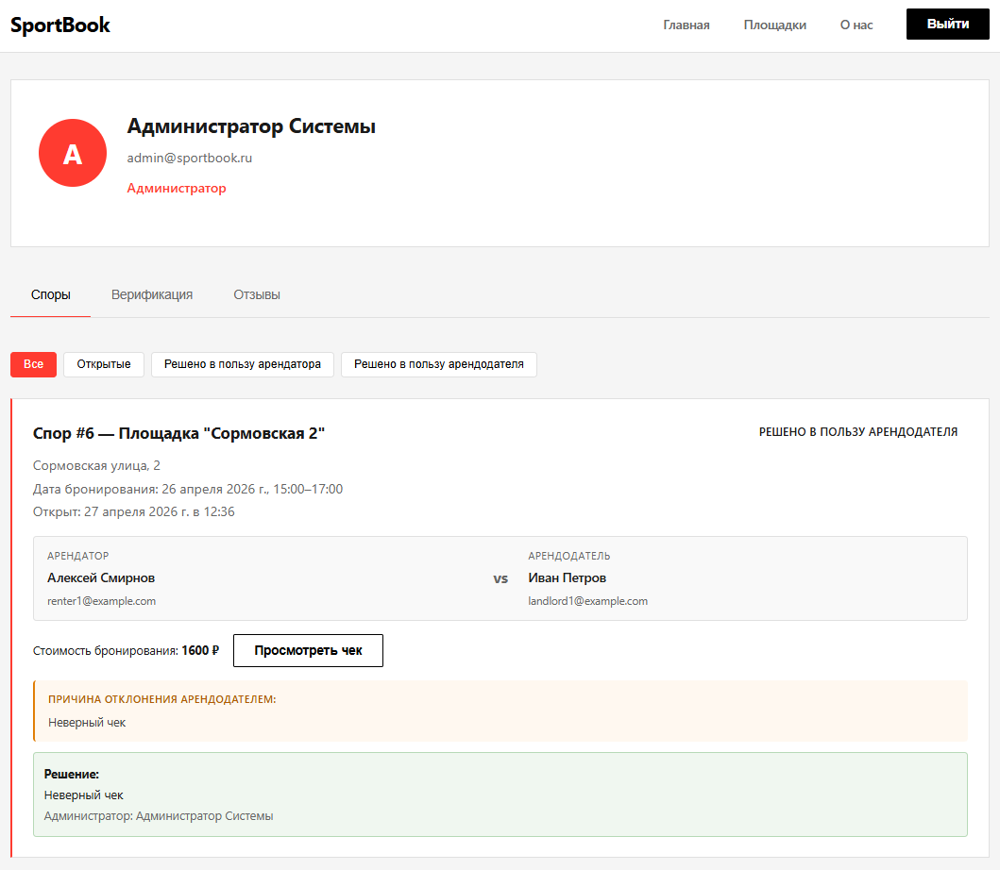 SportBook
Главная Площадки О нас Выйти
А
Администратор Системы
admin@sportbook.ru
Администратор
Споры Верификация Отзывы
Все Открытые Решено в пользу арендатора Решено в пользу арендодателя
Спор #6 — Площадка "Сормовская 2" РЕШЕНО В ПОЛЬЗУ АРЕНДОДАТЕЛЯ
Сормовская улица, 2
Дата бронирования: 26 апреля 2026 г., 15:00–17:00
Открыт: 27 апреля 2026 г. в 12:36
АРЕНДАТОР АРЕНДОДАТЕЛЬ
Алексей Смирнов vs Иван Петров
renter1@example.com landlord1@example.com
Стоимость бронирования: 1600 ₽ Просмотреть чек
ПРИЧИНА ОТКЛОНЕНИЯ АРЕНДОДАТЕЛЕМ:
Неверный чек
Решение:
Неверный чек
Администратор: Администратор Системы